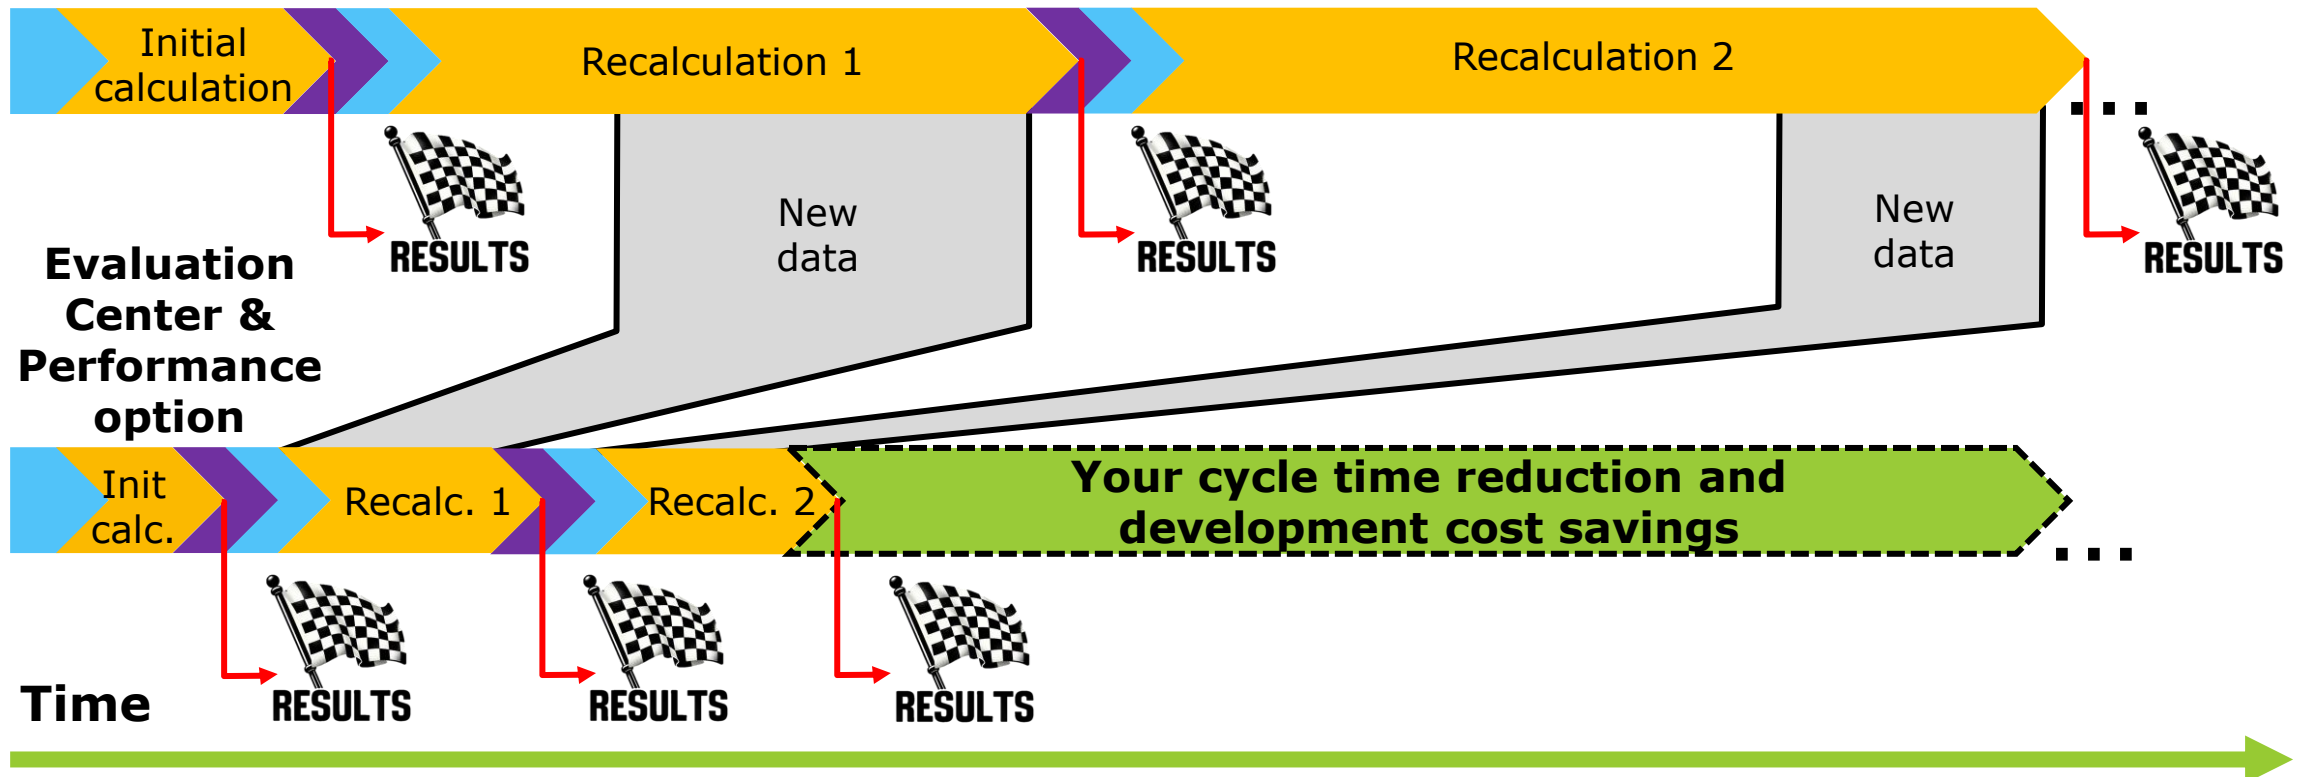 Initial
calculation
Recalculation 1
Recalculation 2
...
RESULTS
New
data
RESULTS
New
data
RESULTS
Evaluation
Center &
Performance
option
Init
calc.
Recalc. 1
Recalc. 2
Your cycle time reduction and
development cost savings
...
RESULTS
RESULTS
RESULTS
Time